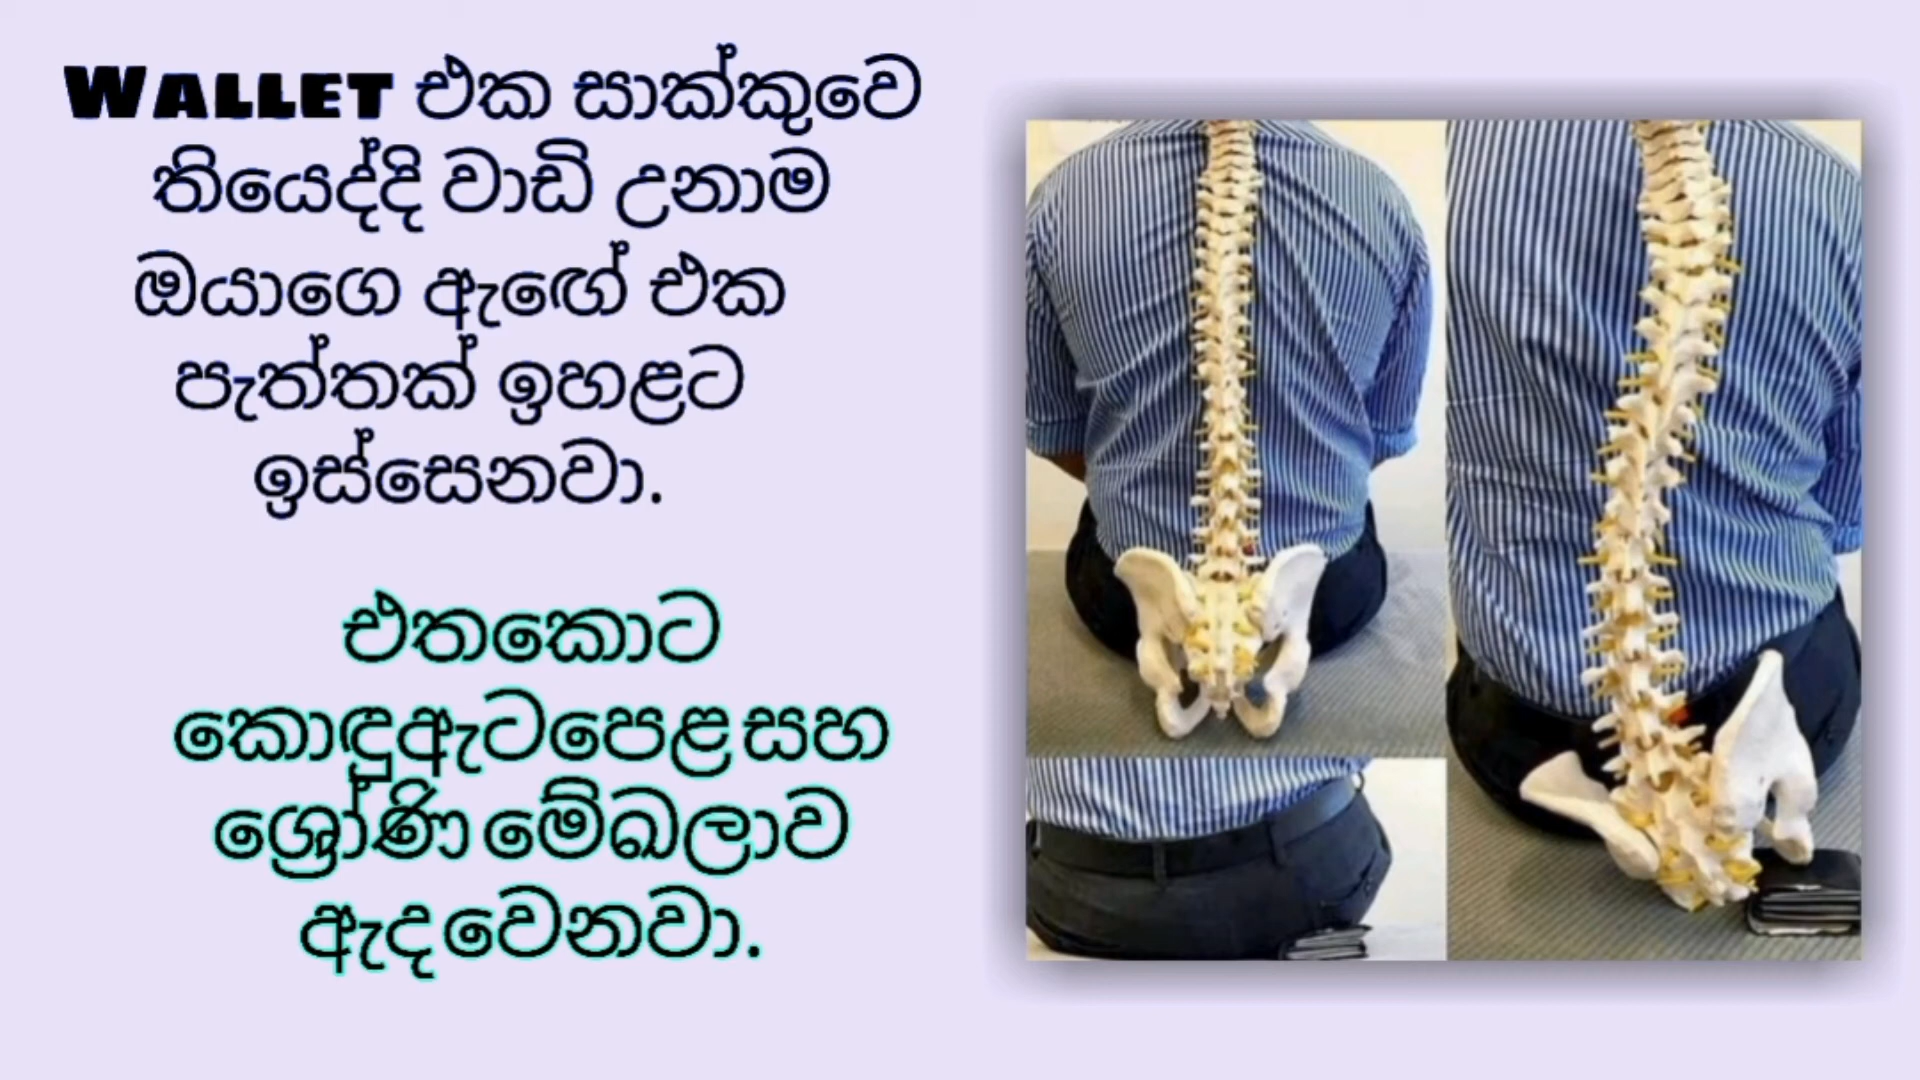 WALLET එක සාක්කුවෙ
තියෙද්දි වාඩි උනාම
ඔයාගෙ ඇඟේ එක
පැත්තක් ඉහළට
ඉස්සෙනවා.
එතකොට
කොඳුඇටපෙළ සහ
ශ්‍රෝණි මේඛලාව
ඇද වෙනවා.